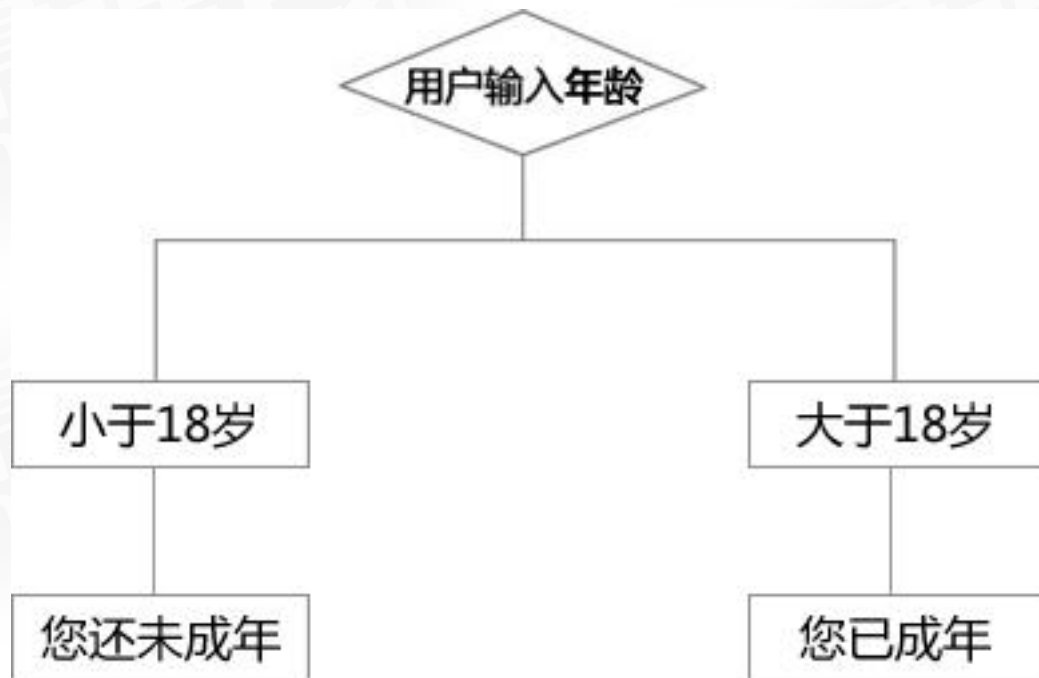 用户输入年龄
小于18岁
大于18岁
您还未成年
您已成年